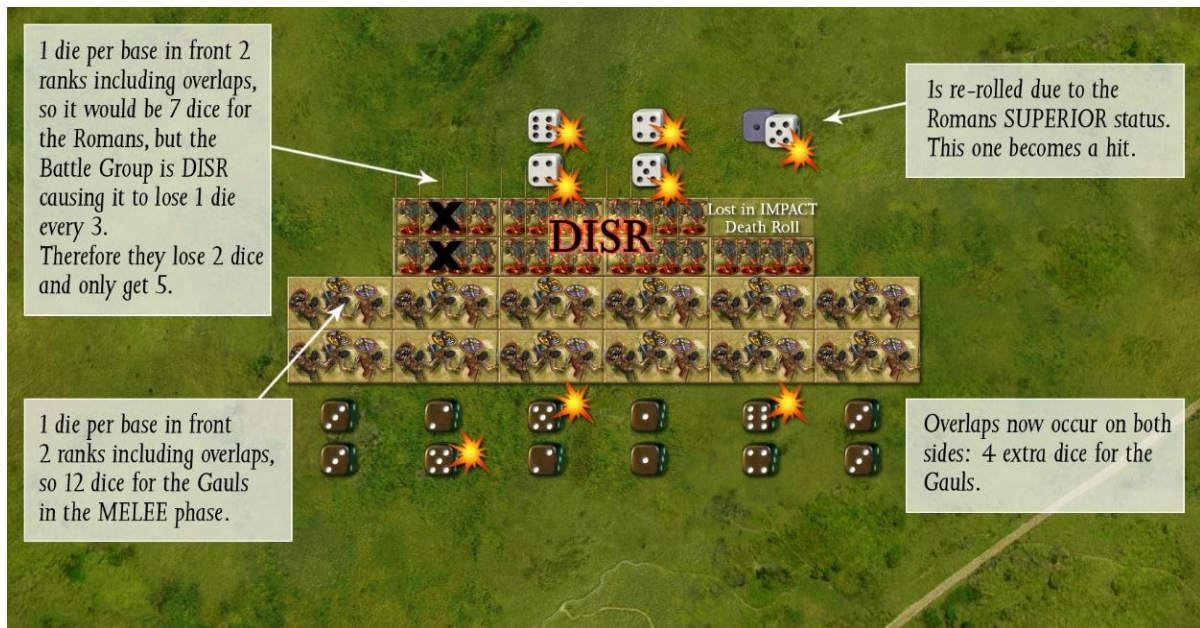 1 die per base in front 2
ranks including overlaps,
so it would be 7 dice for
the Romans, but the
Battle Group is DISR
causing it to lose 1 die
every 3.
Therefore they lose 2 dice
and only get 5.
1s re-rolled due to the
Romans SUPERIOR status.
This one becomes a hit.
Lost in IMPACT
Death Roll
DISR
1 die per base in front
2 ranks including overlaps,
so 12 dice for the Gauls
in the MELEE phase.
Overlaps now occur on both
sides: 4 extra dice for the
Gauls.